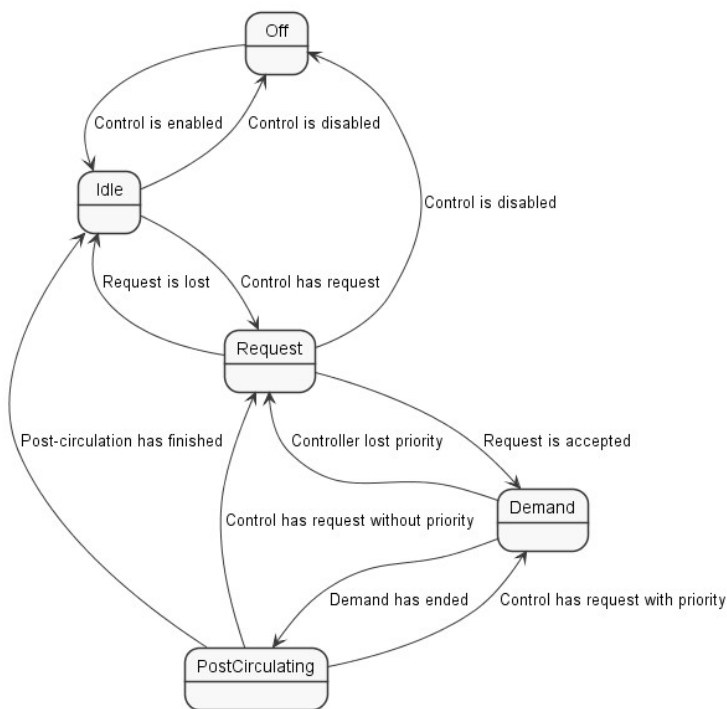 Off
Control is enabled
Control is disabled
Idle
Control is disabled
Request is lost
Control has request
Request
Post-circulation has finished
Controller lost priority
Request is accepted
Demand
Control has request without priority
Demand has ended
Control has request with priority
PostCirculating